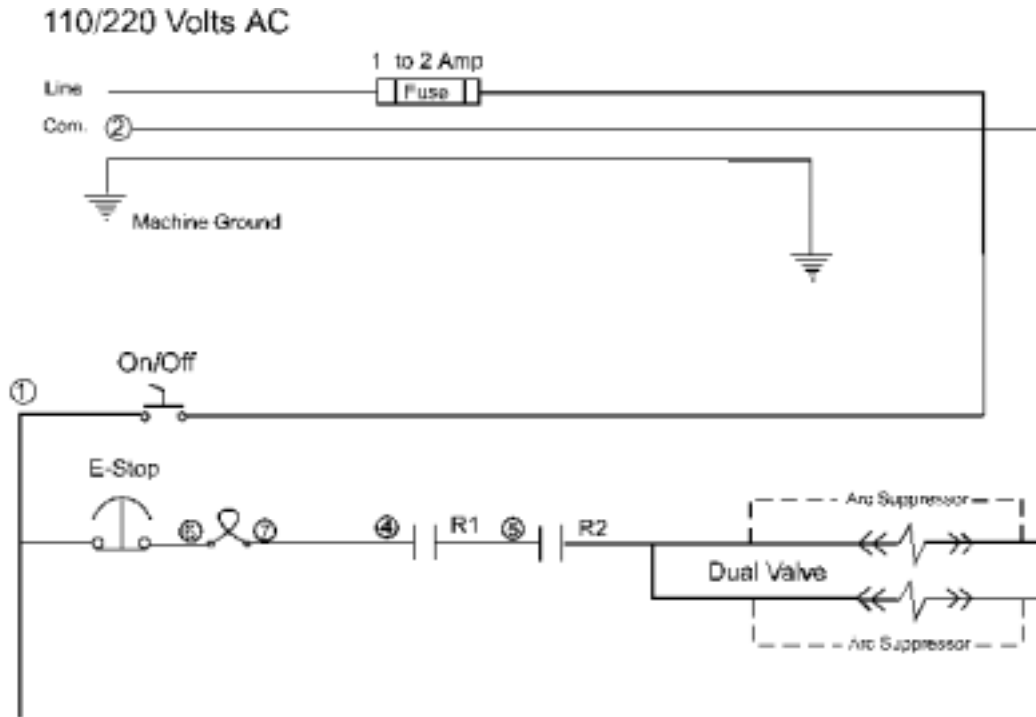 110/220 Volts AC
1 to 2 Amp
Line
Fuse
Com. 2
Machine Ground
On/Off
1
E-Stop
6 7 4 R1 5 R2
Arc Suppressor
Dual Valve
Arc Suppressor